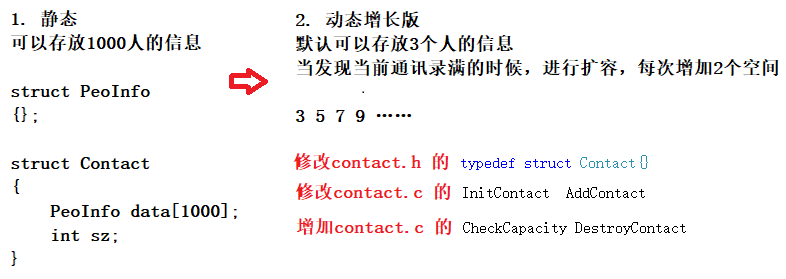 1. 静态
可以存放1000人的信息
struct PeoInfo
{};
struct Contact
{
PeoInfo data[1000];
int sz;
}
2. 动态增长版
默认可以存放3个人的信息
当发现当前通讯录满的时候，进行扩容，每次增加2个空间
3 5 7 9 ……
修改contact.h 的 typedef struct Contact{}
修改contact.c 的 InitContact AddContact
增加contact.c 的 CheckCapacity DestroyContact